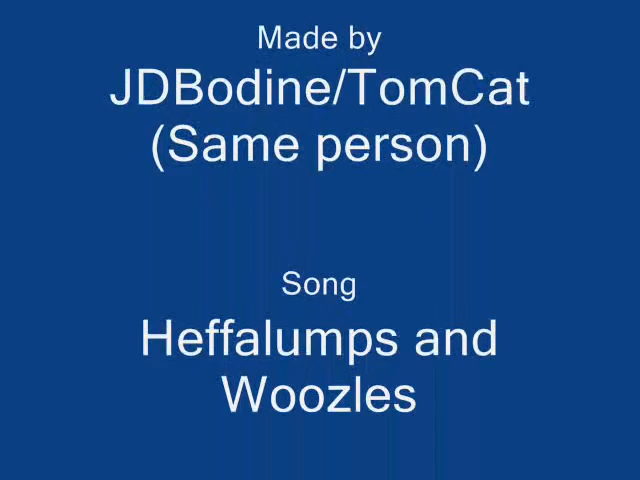 Made by
JDBodine/TomCat
(Same person)
Song
Heffalumps and
Woozles